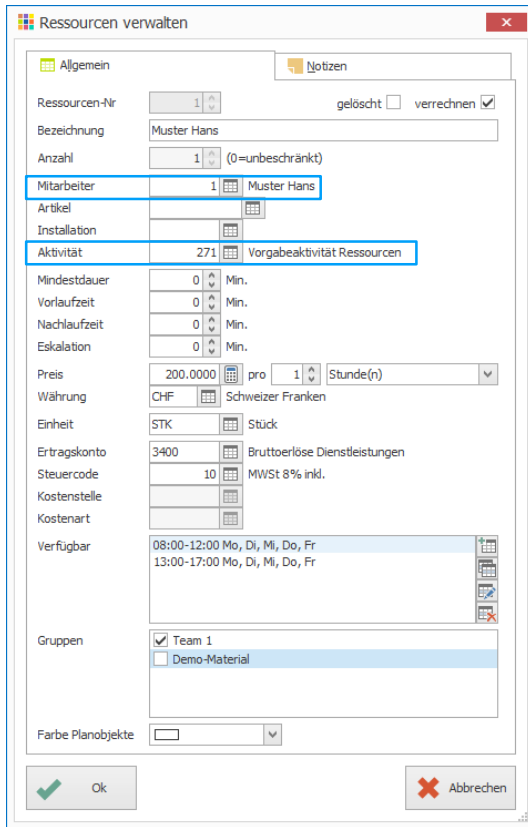 Ressourcen verwalten
Allgemein Notizen
Ressourcen-Nr 1 gelöscht verrechnen
Bezeichnung Muster Hans
Anzahl 1 (0=unbeschränkt)
Mitarbeiter 1 Muster Hans
Artikel
Installation
Aktivität 271 Vorgabeaktivität Ressourcen
Mindestdauer 0 Min.
Vorlaufzeit 0 Min.
Nachlaufzeit 0 Min.
Eskalation 0 Min.
Preis 200.0000 pro 1 Stunde(n)
Währung CHF Schweizer Franken
Einheit STK Stück
Ertragskonto 3400 Bruttoerlöse Dienstleistungen
Steuercode 10 MWSt 8% inkl.
Kostenstelle
Kostenart
Verfügbar 08:00-12:00 Mo, Di, Mi, Do, Fr
13:00-17:00 Mo, Di, Mi, Do, Fr
Gruppen Team 1
Demo-Material
Farbe Planobjekte
Ok Abbrechen